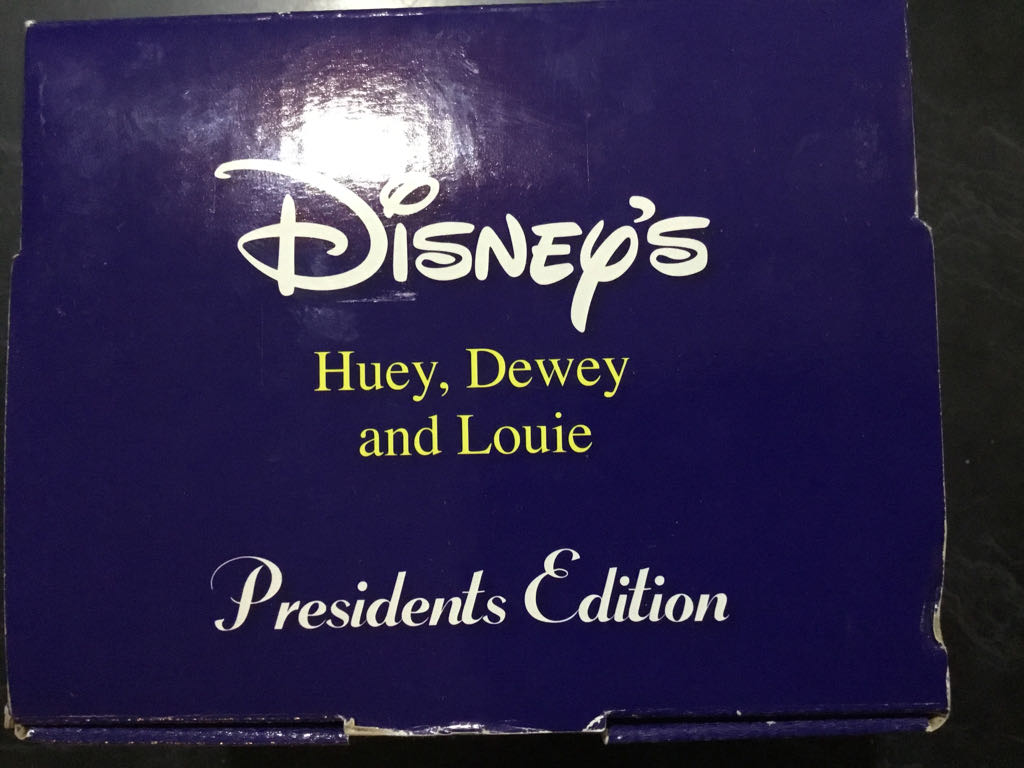 Disney's
Huey, Dewey
and Louie
Presidents Edition